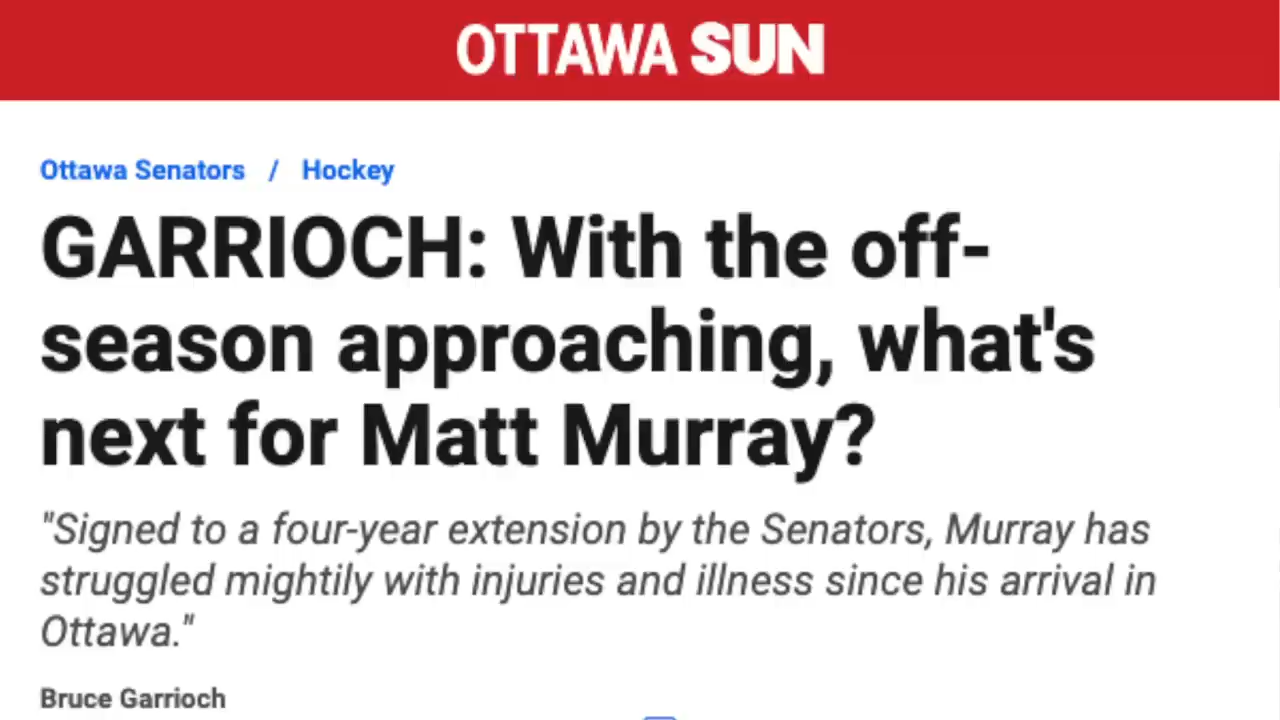 OTTAWA SUN
Ottawa Senators / Hockey
GARRIOCH: With the off-
season approaching, what's
next for Matt Murray?
"Signed to a four-year extension by the Senators, Murray has
struggled mightily with injuries and illness since his arrival in
Ottawa."
Bruce Garrioch